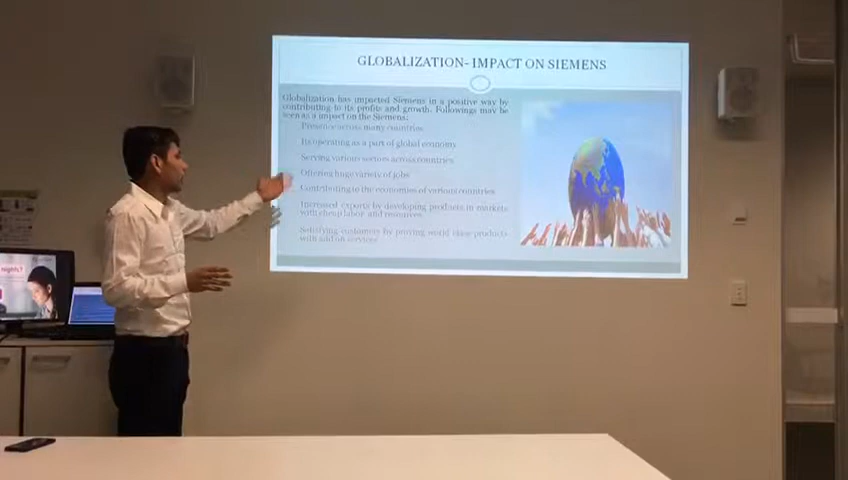 GLOBALIZATION- IMPACT ON SIEMENS
Globalization has impacted Siemens in a positive way by
contributing to its profits and growth. Followings may be
seen as a impact on the Siemens:
Presence across many countries
Its operating as a part of global economy
Serving various sectors across countries
Offering huge variety of jobs
Contributing to the economies of various countries
Increased exports by developing products in markets
with cheap labor and resources
Satisfying customers by proving world class products
with add on services
nights?